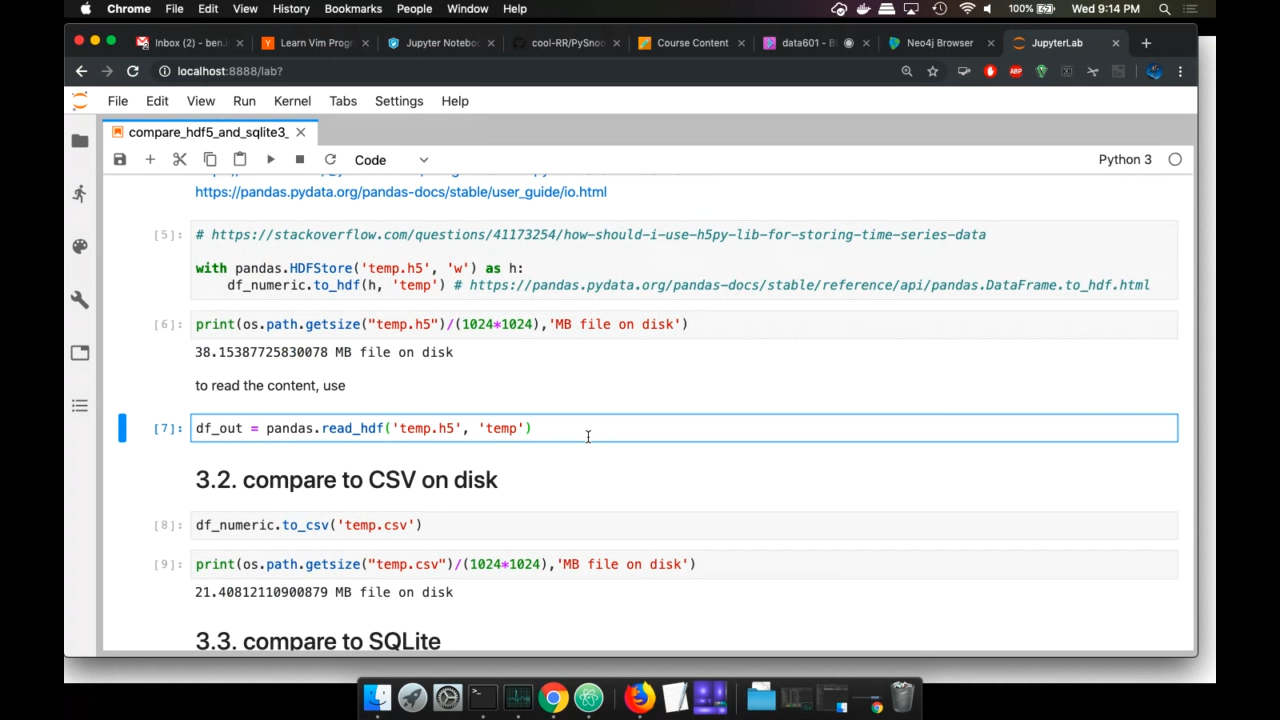 Chrome File Edit View History Bookmarks People Window Help 100% Wed 9:14 PM
Inbox (2) - ben.i Learn Vim Prog Jupyter Notebo cool-RR/PySnoo Course Content data601 - Bl Neo4j Browser JupyterLab
localhost:8888/lab?
File Edit View Run Kernel Tabs Settings Help
compare_hdf5_and_sqlite3_
Code Python 3
https://pandas.pydata.org/pandas-docs/stable/user_guide/io.html
[5]: # https://stackoverflow.com/questions/41173254/how-should-i-use-h5py-lib-for-storing-time-series-data
with pandas.HDFStore('temp.h5', 'w') as h:
df_numeric.to_hdf(h, 'temp') # https://pandas.pydata.org/pandas-docs/stable/reference/api/pandas.DataFrame.to_hdf.html
[6]: print(os.path.getsize("temp.h5")/(1024*1024),'MB file on disk')
38.15387725830078 MB file on disk
to read the content, use
[7]: df_out = pandas.read_hdf('temp.h5', 'temp')
3.2. compare to CSV on disk
[8]: df_numeric.to_csv('temp.csv')
[9]: print(os.path.getsize("temp.csv")/(1024*1024),'MB file on disk')
21.40812110900879 MB file on disk
3.3. compare to SQLite